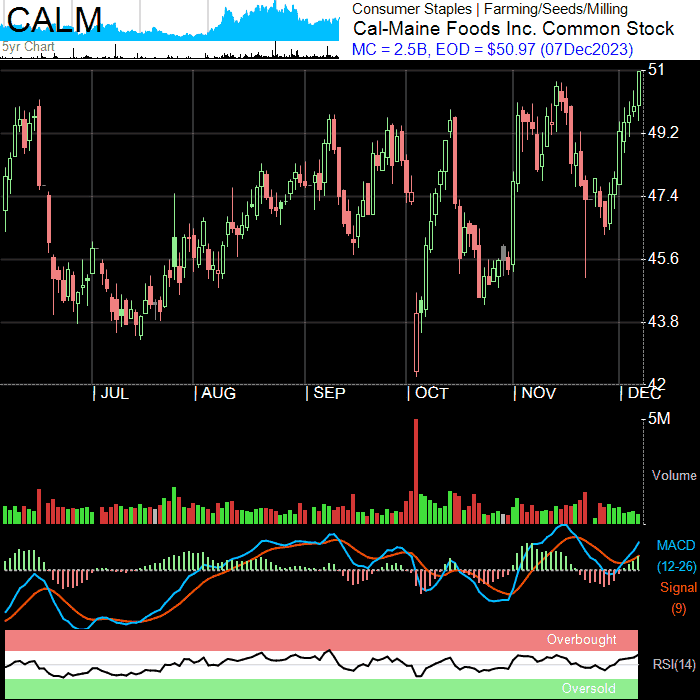 CALM
5yr Chart
Consumer Staples | Farming/Seeds/Milling
Cal-Maine Foods Inc. Common Stock
MC = 2.5B, EOD = $50.97 (07Dec2023)
51
49.2
47.4
45.6
43.8
42
| JUL | AUG | SEP | OCT | NOV | DEC
5M
Volume
MACD
(12-26)
Signal
(9)
Overbought
RSI(14)
Oversold